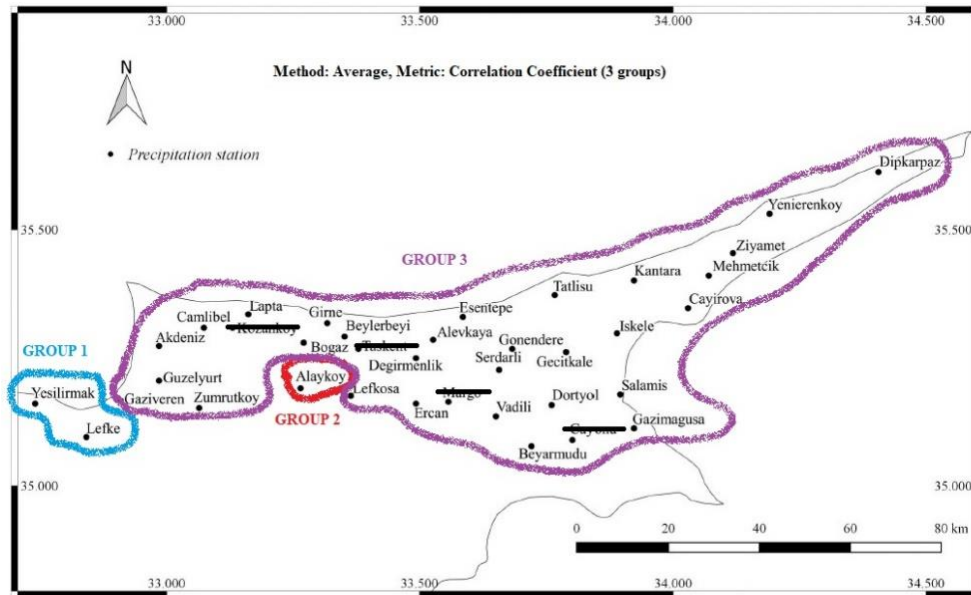 33.000 33.500 34.000 34.500
Method: Average, Metric: Correlation Coefficient (3 groups)
N
Precipitation station
Dipkarpaz
Yenierenkoy
35.500 35.500
Ziyamet
GROUP 3
Mehmetcik
Kantara
Tatlisu
Cayirova
Lapta
Girne
Esentepe
Camlibel
Kozankoy
Beylerbeyi
Alevkaya
Iskele
Akdeniz
Bogaz
Taskent
Gonendere
Degirmenlik
Serdarli
Gecitkale
GROUP 1
Guzelyurt
Alaykoy
Yesilirmak
Gaziveren
Zumrutkoy
Lefkosa
Margo
Salamis
GROUP 2
Ercan
Vadili
Dortyol
Gazimagusa
Lefke
Beyarmudu
35.000 35.000
0 20 40 60 80 km
33.000 33.500 34.000 34.500